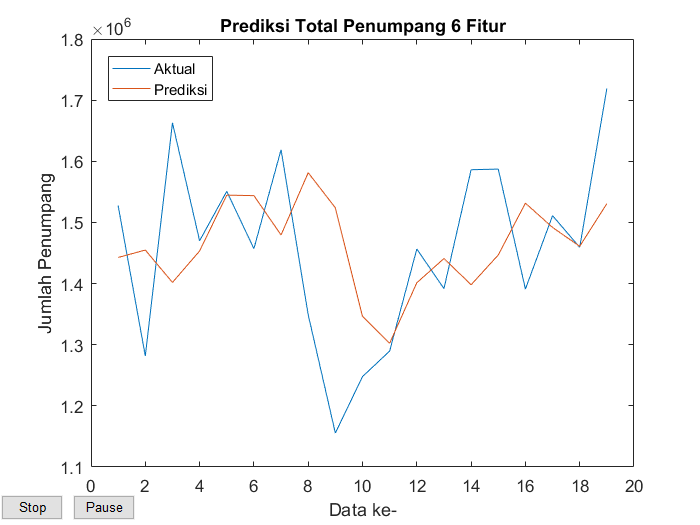 Prediksi Total Penumpang 6 Fitur
×10⁶
Aktual
Prediksi
Jumlah Penumpang
1.8
1.7
1.6
1.5
1.4
1.3
1.2
1.1
0 2 4 6 8 10 12 14 16 18 20
Data ke-
Stop Pause